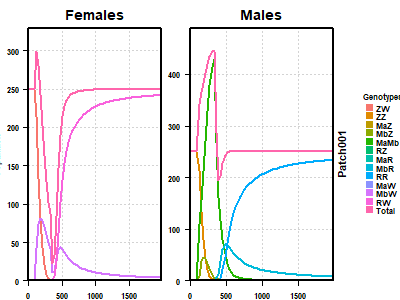 Females
Males
300
250
200
150
100
50
0
0
500
1000
1500
400
300
200
100
0
0
500
1000
1500
Patch001
Genotypes
ZW
ZZ
MaZ
MbZ
MaMb
RZ
MaR
MbR
RR
MaW
MbW
RW
Total